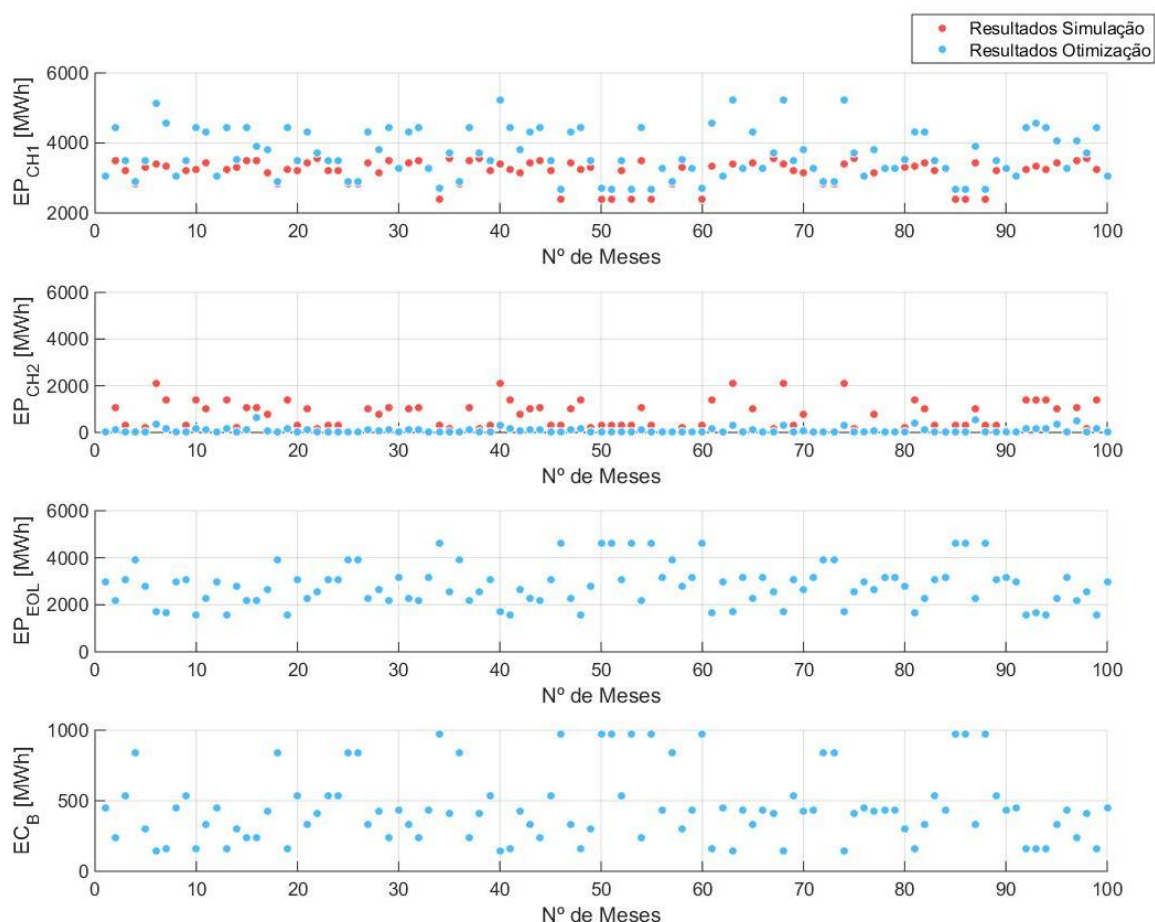 Resultados Simulação
Resultados Otimização
EP_CH1 [MWh]
6000
4000
2000
0 10 20 30 40 50 60 70 80 90 100
Nº de Meses
EP_CH2 [MWh]
6000
4000
2000
0
0 10 20 30 40 50 60 70 80 90 100
Nº de Meses
EP_EOL [MWh]
6000
4000
2000
0
0 10 20 30 40 50 60 70 80 90 100
Nº de Meses
EC_B [MWh]
1000
500
0
0 10 20 30 40 50 60 70 80 90 100
Nº de Meses